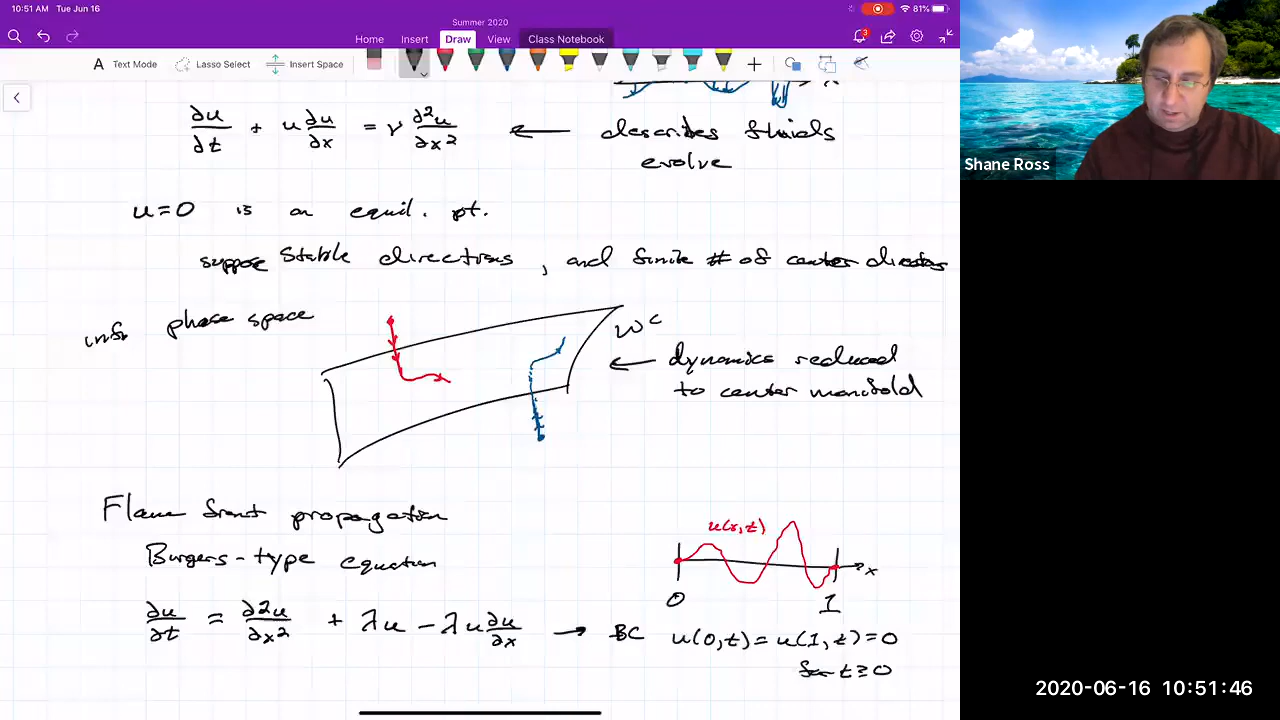 10:51 AM Tue Jun 16
81%
Summer 2020
Home Insert Draw View Class Notebook
3
A Text Mode Lasso Select Insert Space
∂u/∂t + u ∂u/∂x = ν ∂²u/∂x² ← describes fluids
evolve
u=0 is an equil. pt.
suppose stable directions, and finite # of center directions
phase space
Wᶜ
← dynamics reduced
to center manifold
Flame front propagation
u(x,t)
x
0 1
Burgers-type equation
∂u/∂t = ∂²u/∂x² + λu - λu ∂u/∂x → BC u(0,t) = u(1,t) = 0
for t≥0
Shane Ross
2020-06-16 10:51:46